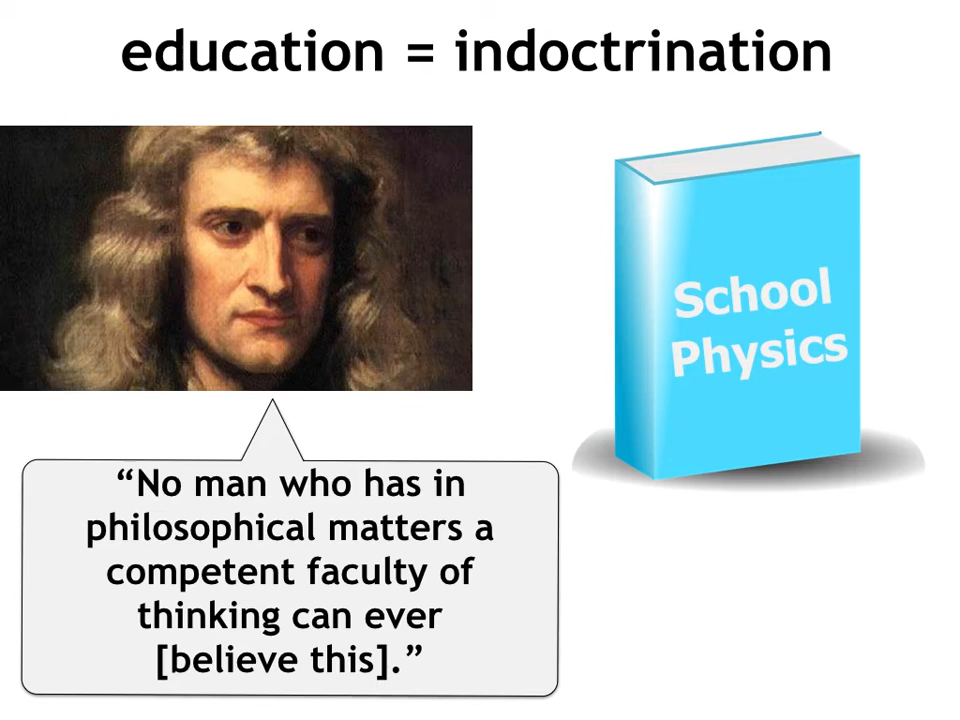 education = indoctrination
School
Physics
“No man who has in
philosophical matters a
competent faculty of
thinking can ever
[believe this].”